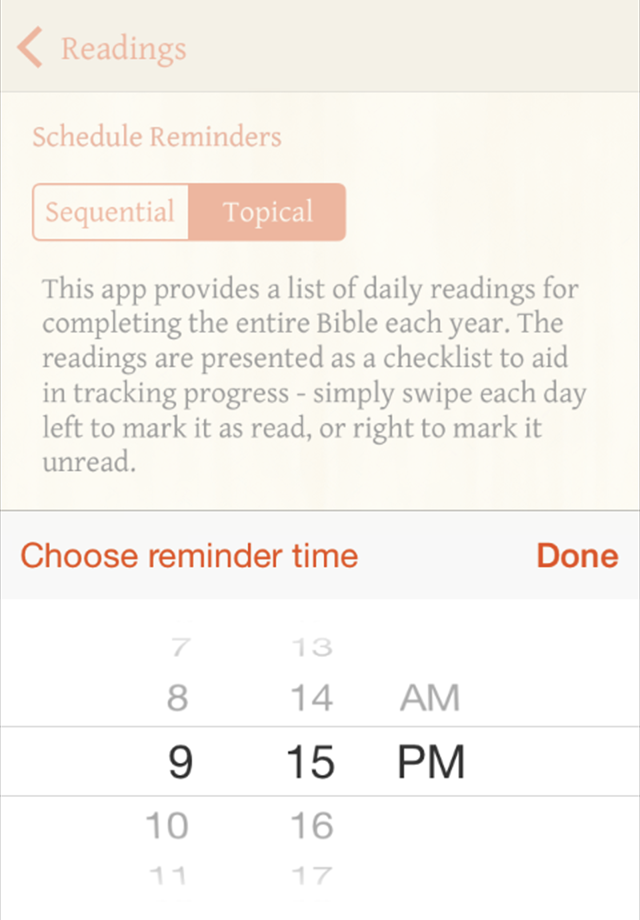 Readings
Schedule Reminders
Sequential Topical
This app provides a list of daily readings for
completing the entire Bible each year. The
readings are presented as a checklist to aid
in tracking progress - simply swipe each day
left to mark it as read, or right to mark it
unread.
Choose reminder time Done
7 13
8 14 AM
9 15 PM
10 16
11 17